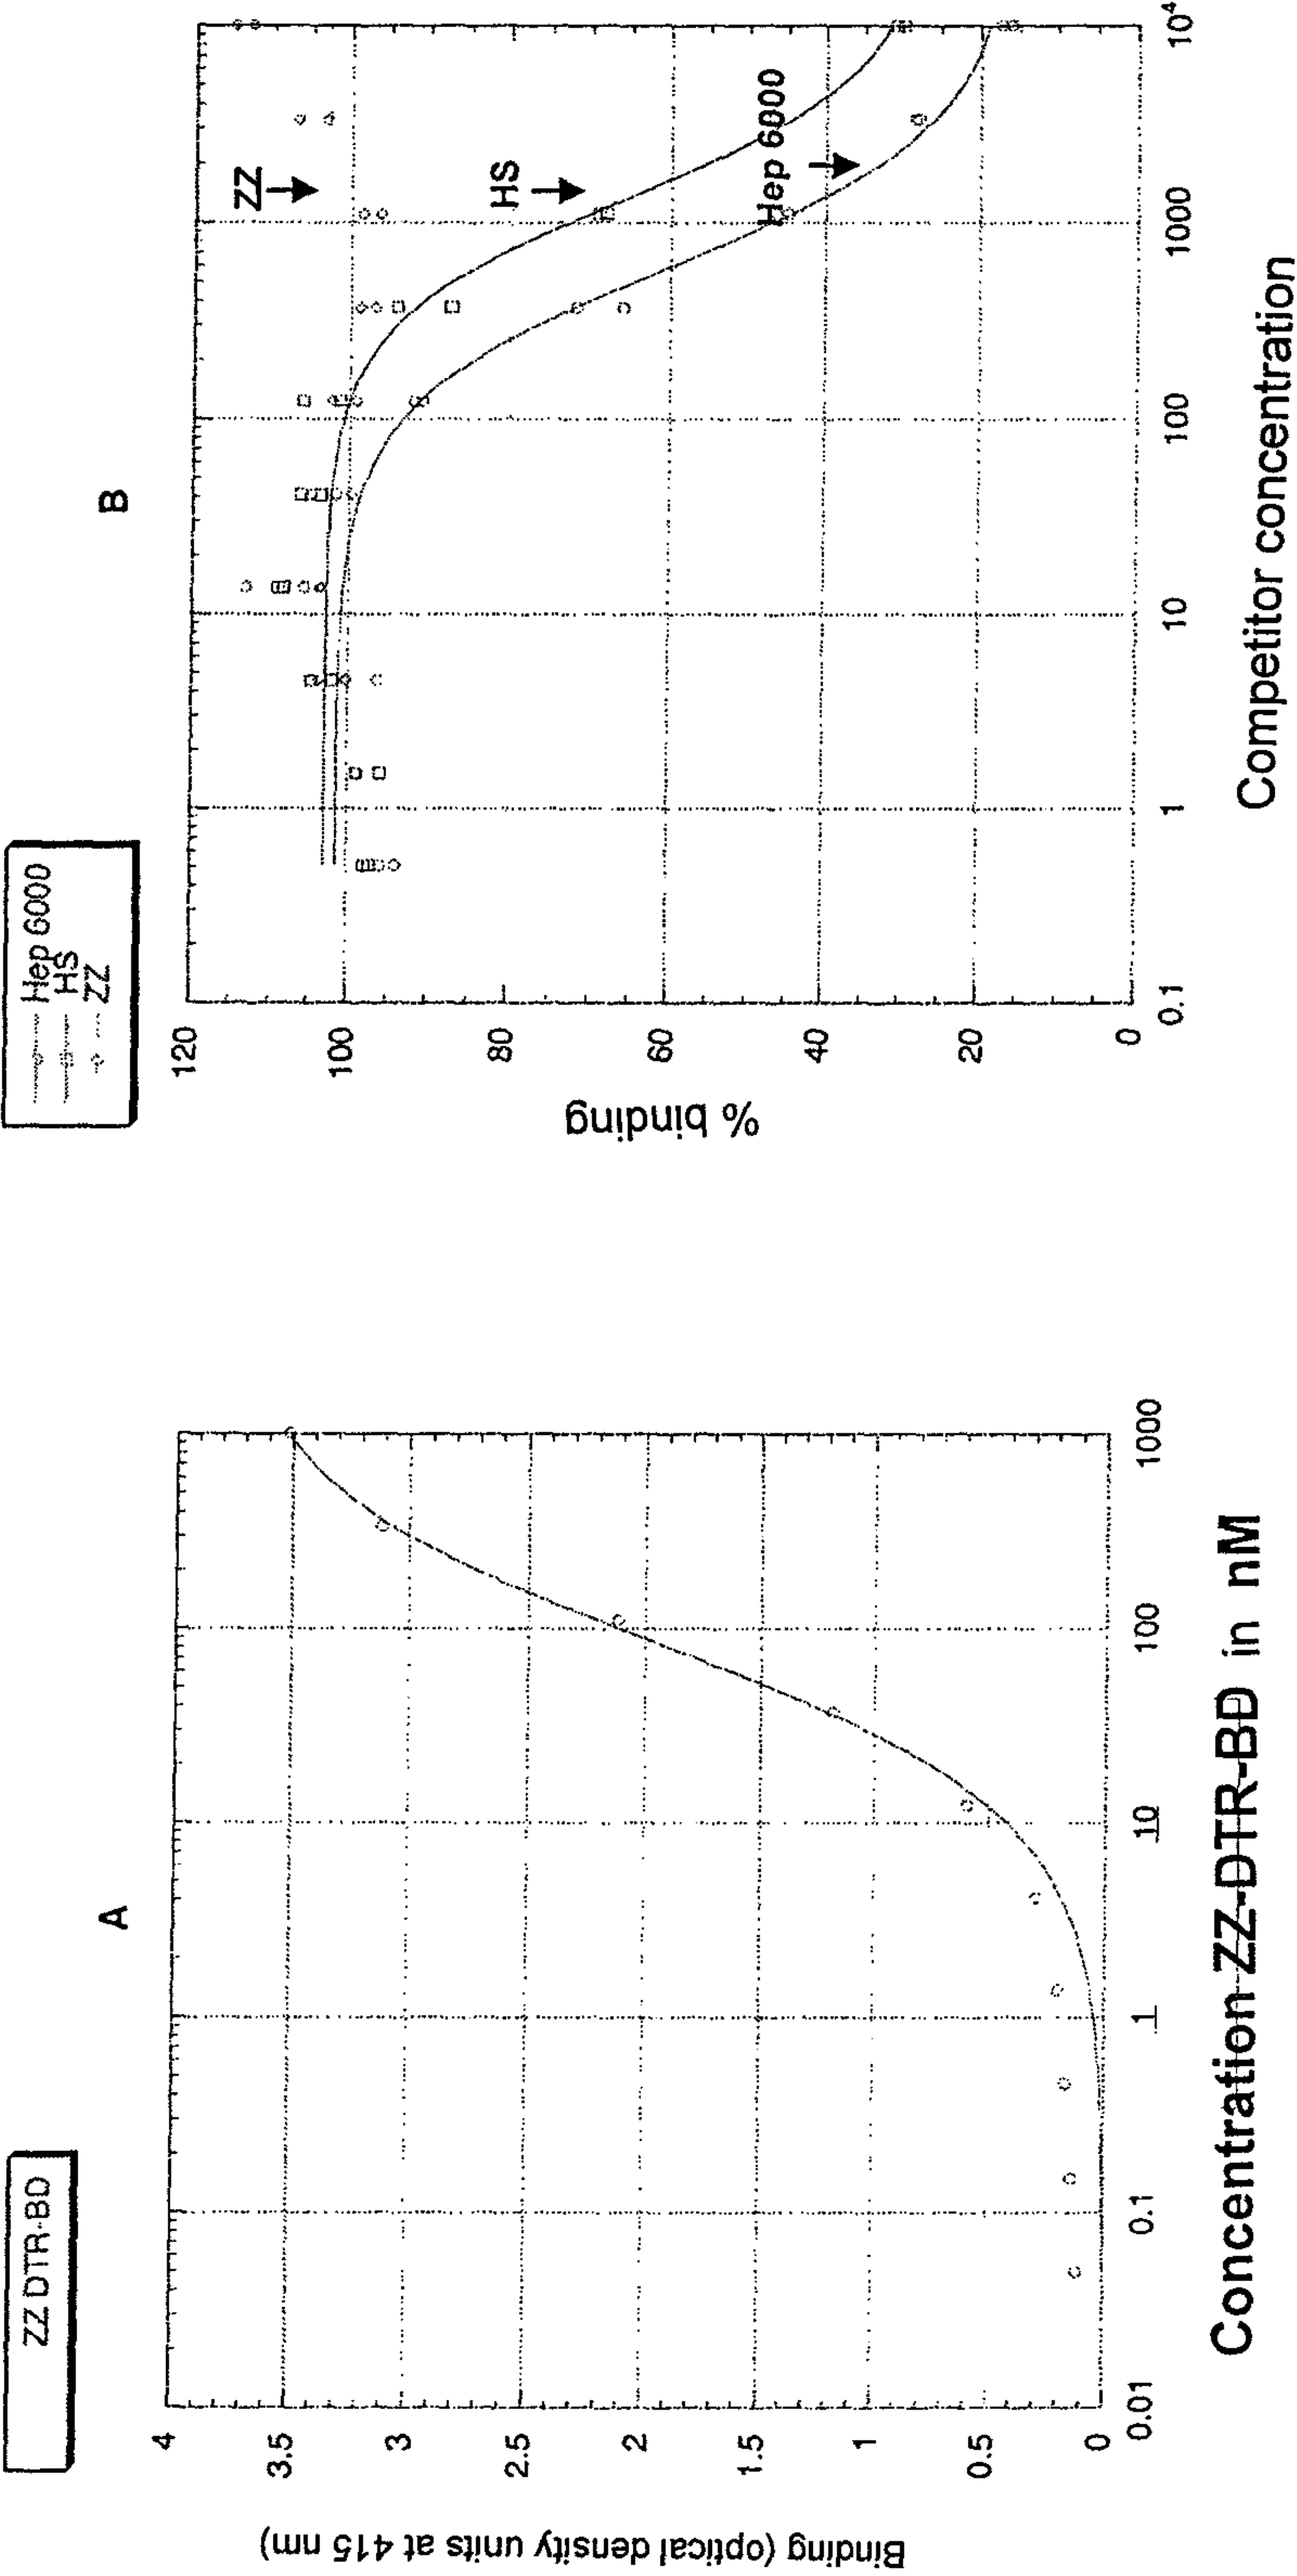 ZZ DTR-BD
A
Binding (optical density units at 415 nm)
4
3.5
3
2.5
2
1.5
1
0.5
0
0.01
0.1
1
10
100
1000
Concentration ZZ-DTR-BD in nM
Hep 6000
HS
ZZ
B
% binding
120
100
80
60
40
20
0
ZZ
HS
Hep 6000
0.1
1
10
100
1000
10⁴
Competitor concentration